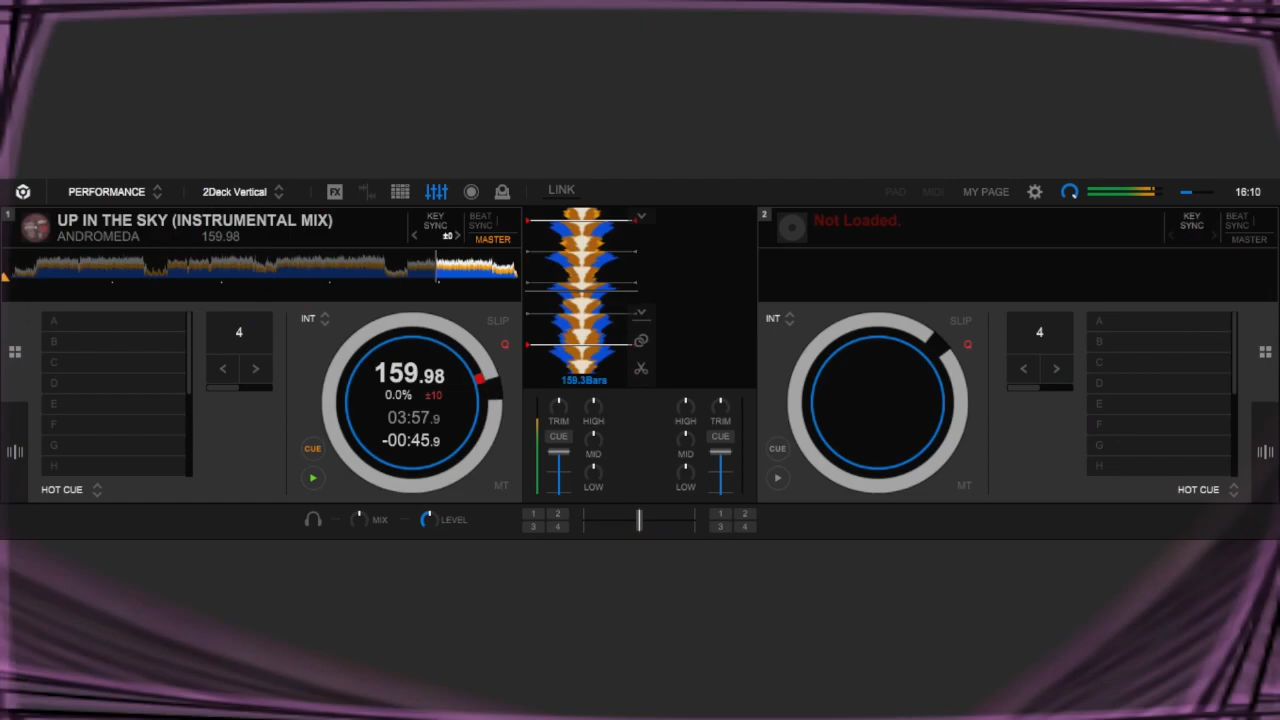 PERFORMANCE 2Deck Vertical FX LINK PAD MIDI MY PAGE 16:10
1 UP IN THE SKY (INSTRUMENTAL MIX) KEY SYNC BEAT SYNC
ANDROMEDA 159.98 < ±0 > MASTER
2 Not Loaded. KEY SYNC BEAT SYNC
< > MASTER
A
B
C
D
E
F
G
H
HOT CUE
4
< >
INT SLIP
Q
159.98
0.0% ±10
03:57.9
-00:45.9
CUE
MT
159.3Bars
TRIM HIGH HIGH TRIM
CUE CUE
MID MID
LOW LOW
INT SLIP
Q
CUE
MT
4
< >
A
B
C
D
E
F
G
H
HOT CUE
MIX LEVEL
1 2 1 2
3 4 3 4